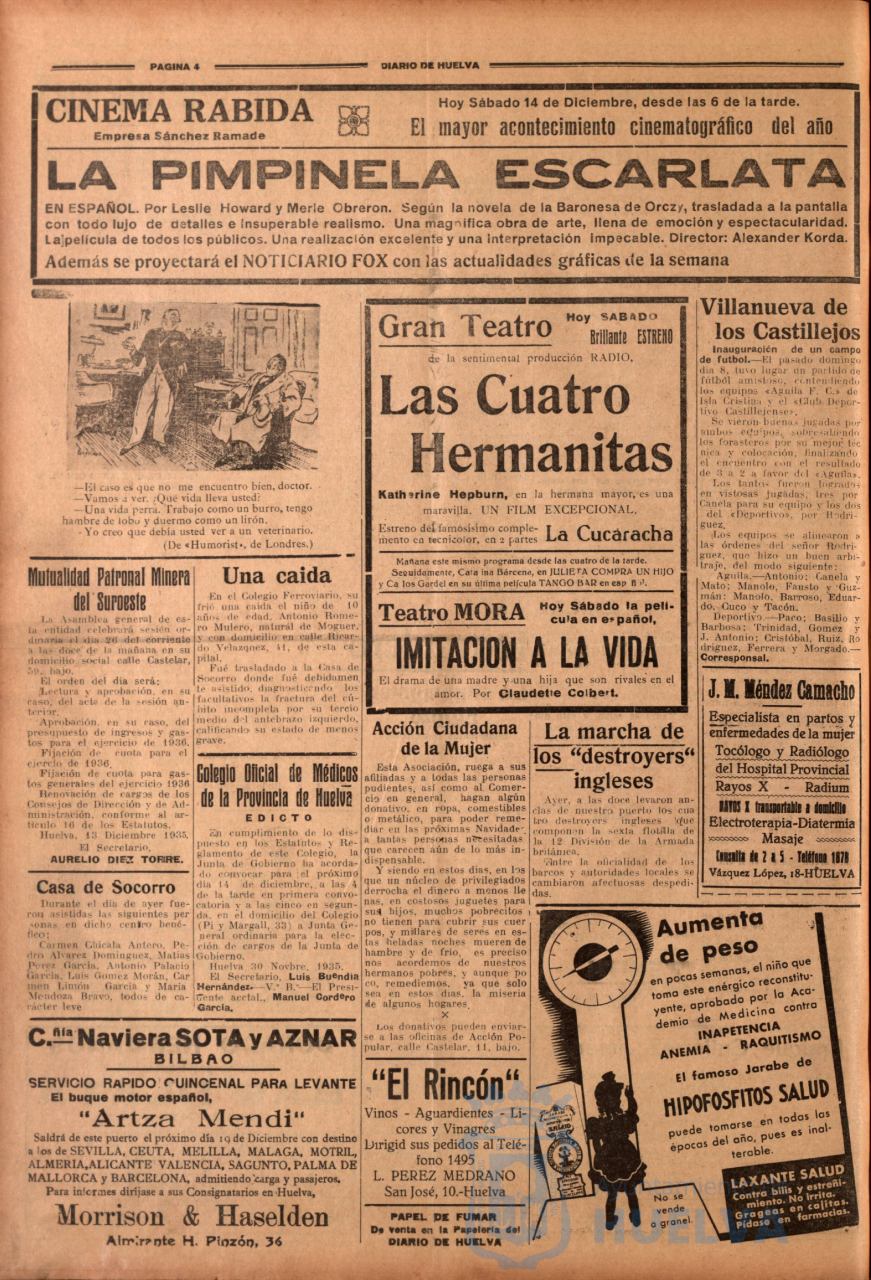 PAGINA 4
DIARIO DE HUELVA
CINEMA RABIDA
Empresa Sánchez Ramade
Hoy Sábado 14 de Diciembre, desde las 6 de la tarde.
El mayor acontecimiento cinematográfico del año
LA PIMPINELA ESCARLATA
EN ESPAÑOL. Por Leslie Howard y Merle Obreron. Según la novela de la Baronesa de Orczy, trasladada a la pantalla
con todo lujo de detalles e insuperable realismo. Una magnífica obra de arte, llena de emoción y espectacularidad.
La película de todos los públicos. Una realización excelente y una interpretación impecable. Director: Alexander Korda.
Además se proyectará el NOTICIARIO FOX con las actualidades gráficas de la semana
—El caso es que no me encuentro bien, doctor.
—Vamos a ver. ¿Qué vida lleva usted?
—Una vida perra. Trabajo como un burro, tengo
hambre de lobo y duermo como un lirón.
- Yo creo que debía usted ver a un veterinario.
(De «Humorist», de Londres.)
Mutualidad Patronal Minera
del Suroeste
La Asamblea general de es-
ta entidad celebrará sesión or-
dinaria el día 26 del corriente
a las doce de la mañana en su
domicilio social calle Castelar,
bajo.
El orden del día será:
Lectura y aprobación, en su
caso, del acta de la sesión an-
terior.
Aprobación, en su caso, del
presupuesto de ingresos y gas-
tos para el ejercicio de 1936.
Fijación de cuota para el
ejercicio de 1936.
Fijación de cuota para gas-
tos generales del ejercicio 1936
Renovación de cargos de los
Consejos de Dirección y de Ad-
ministración, conforme al ar-
tículo 16 de los Estatutos.
Huelva, 13 Diciembre 1935.
El Secretario,
AURELIO DIEZ TORRE.
Casa de Socorro
Durante el día de ayer fue-
ron asistidas las siguientes per
sonas en dicho centro bené-
fico:
Carmen Chicala Antero, Pe-
dro Alvarez Domínguez, Matías
Pérez García, Antonio Palacio
García, Luis Gómez Morán, Car
men Limón García y María
Mendoza Bravo, todos de ca-
rácter leve
Una caida
En el Colegio Ferroviario, su
frió una caída el niño de 10
años de edad, Antonio Rome-
ro Mulero, natural de Moguer,
y con domicilio en calle Ricar-
do Velazquez, 41, de esta ca-
pital.
Fué trasladado a la Casa de
Socorro donde fué debidamen
te asistido, diagnosticando los
facultativos la fractura del cú-
bito incompleta por su tercio
medio del antebrazo izquierdo,
calificando su estado de menos
grave.
Colegio Oficial de Médicos
de la Provincia de Huelva
EDICTO
En cumplimiento de lo dis-
puesto en los Estatutos y Re-
glamento de este Colegio, la
Junta de Gobierno ha acorda-
do convocar para el próximo
día 14 de diciembre, a las 4
de la tarde en primera convo-
catoria y a las cinco en segun-
da, en el domicilio del Colegio
(Pi y Margall, 33) a Junta Ge-
neral ordinaria para la elec-
ción de cargos de la Junta de
Gobierno.
Huelva 30 Novbre. 1935.
El Secretario, Luis Buendía
Hernández.—V.º B.º—El Presi-
dente acctal., Manuel Cordero
García.
C.ñía Naviera SOTA y AZNAR
BILBAO
SERVICIO RAPIDO QUINCENAL PARA LEVANTE
El buque motor español,
"Artza Mendi"
Saldrá de este puerto el próximo día 19 de Diciembre con destino
a los de SEVILLA, CEUTA, MELILLA, MALAGA, MOTRIL,
ALMERIA, ALICANTE VALENCIA, SAGUNTO, PALMA DE
MALLORCA y BARCELONA, admitiendo carga y pasajeros.
Para informes diríjase a sus Consignatarios en Huelva,
Morrison & Haselden
Almirante H. Pinzón, 36
Gran Teatro
Hoy SABADO
Brillante ESTRENO
de la sentimental producción RADIO,
Las Cuatro
Hermanitas
Katherine Hepburn, en la hermana mayor, es una
maravilla. UN FILM EXCEPCIONAL.
Estreno del famosísimo comple-
mento en tecnicolor, en 2 partes La Cucaracha
Mañana este mismo programa desde las cuatro de la tarde.
Seguidamente, Catalina Bárcena, en JULIETA COMPRA UN HIJO
y Carlos Gardel en su última película TANGO BAR en español.
Teatro MORA
Hoy Sábado la pelí-
cula en español,
IMITACION A LA VIDA
El drama de una madre y una hija que son rivales en el
amor. Por Claudette Colbert.
Acción Ciudadana
de la Mujer
Esta Asociación, ruega a sus
afiliadas y a todas las personas
pudientes, así como al Comer-
cio en general, hagan algún
donativo, en ropa, comestibles
o metálico, para poder reme-
diar en las próximas Navidades
a tantas personas necesitadas
que carecen aún de lo más in-
dispensable.
Y siendo en estos días, en los
que un núcleo de privilegiados
derrocha el dinero a manos lle-
nas, en costosos juguetes para
sus hijos, muchos pobrecitos
no tienen para cubrir sus cuer
pos, y millares de seres en es-
tas heladas noches mueren de
hambre y de frío, es preciso
nos acordemos de nuestros
hermanos pobres, y aunque po
co, remediemos, ya que solo
sea en estos días, la miseria
de algunos hogares.
×
Los donativos pueden enviar-
se a las oficinas de Acción Po-
pular, calle Castelar, 11, bajo.
"El Rincón"
Vinos - Aguardientes - Li-
cores y Vinagres
Dirigid sus pedidos al Telé-
fono 1495
L. PEREZ MEDRANO
San José, 10.-Huelva
PAPEL DE FUMAR
De venta en la Papelería del
DIARIO DE HUELVA
La marcha de
los "destroyers"
ingleses
Ayer, a las doce levaron an-
clas de nuestro puerto los cua
tro destroyers ingleses que
componen la sexta flotilla de
la 12 División de la Armada
británica.
Entre la oficialidad de los
barcos y autoridades locales se
cambiaron afectuosas despedi-
das.
Villanueva de
los Castillejos
Inauguración de un campo
de futbol.—El pasado domingo
día 8, tuvo lugar un partido de
fútbol amistoso, contendiendo
los equipos «Aguila F. C.» de
Isla Cristina y el «Club Depor-
tivo Castillejense».
Se vieron buenas jugadas por
ambos equipos, sobresaliendo
los forasteros por su mejor téc
nica y colocación, finalizando
el encuentro con el resultado
de 3 a 2 a favor del «Aguila».
Los tantos fueron logrados
en vistosas jugadas, tres por
Canela para su equipo y los dos
del «Deportivo», por Rodrí-
guez.
Los equipos se alinearon a
las órdenes del señor Rodrí-
guez, que hizo un buen arbi-
traje, del modo siguiente:
Aguila.—Antonio; Canela y
Mato; Manolo, Fausto y Guz-
mán; Manolo, Barroso, Eduar-
do, Cuco y Tacón.
Deportivo.—Paco; Basilio y
Barbosa; Trinidad, Gomez y
J. Antonio; Cristóbal, Ruiz, Ro
dríguez, Ferrera y Morgado.—
Corresponsal.
J. M. Méndez Camacho
Especialista en partos y
enfermedades de la mujer
Tocólogo y Radiólogo
del Hospital Provincial
Rayos X - Radium
RAYOS X transportable a domicilio
Electroterapia-Diatermia
Masaje
Consulta de 2 a 5 - Teléfono 1678
Vázquez López, 18-HUELVA
Aumenta
de peso
en pocas semanas, el niño que
toma este enérgico reconstitu-
yente, aprobado por la Aca-
demia de Medicina contra
INAPETENCIA
ANEMIA - RAQUITISMO
El famoso Jarabe de
HIPOFOSFITOS SALUD
puede tomarse en todas las
épocas del año, pues es inal-
terable.
SALUD
No se
vende
a granel.
LAXANTE SALUD
Contra bilis y estreñi-
miento. No irrita.
Grageas en cajitas.
Pídase en farmacias.
HUELVA